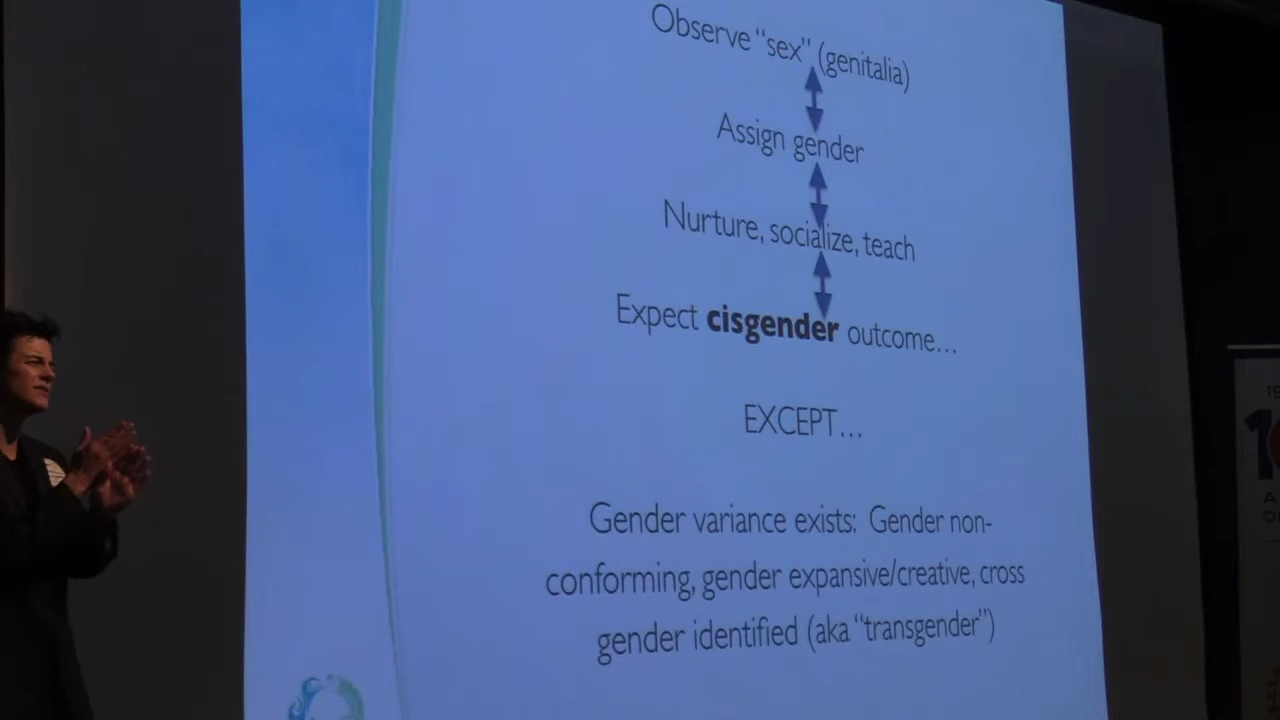 Observe “sex” (genitalia)
Assign gender
Nurture, socialize, teach
Expect cisgender outcome…
EXCEPT…
Gender variance exists: Gender non-
conforming, gender expansive/creative, cross
gender identified (aka “transgender”)